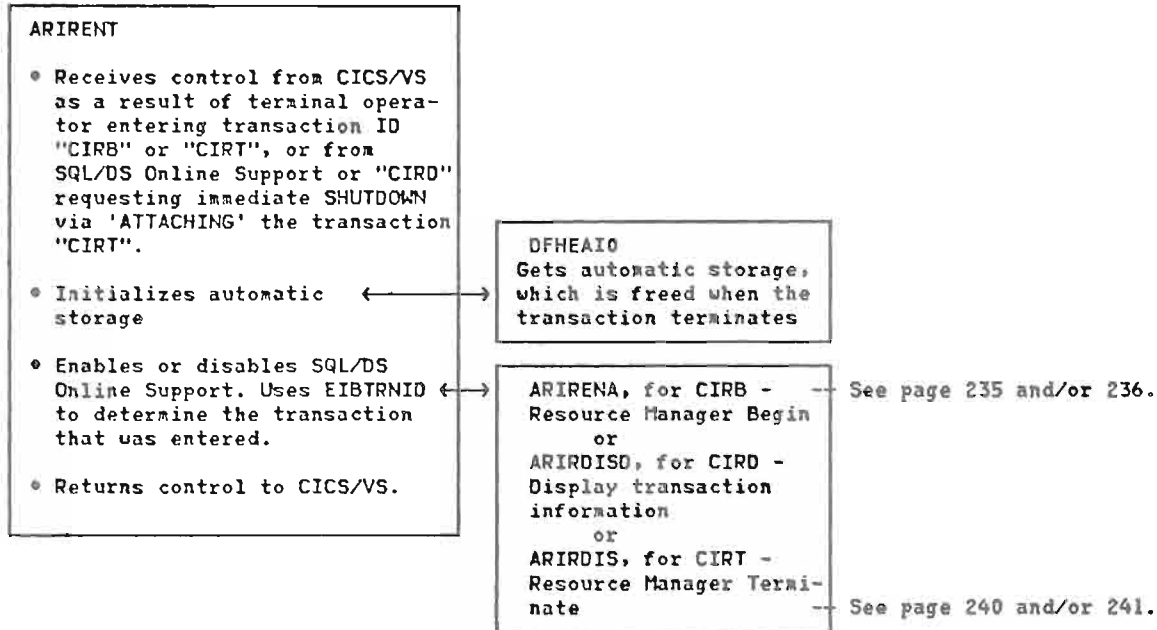 ARIRENT
• Receives control from CICS/VS
as a result of terminal opera-
tor entering transaction ID
"CIRB" or "CIRT", or from
SQL/DS Online Support or "CIRD"
requesting immediate SHUTDOWN
via 'ATTACHING' the transaction
"CIRT".
• Initializes automatic
storage
• Enables or disables SQL/DS
Online Support. Uses EIBTRNID
to determine the transaction
that was entered.
• Returns control to CICS/VS.
DFHEAI0
Gets automatic storage,
which is freed when the
transaction terminates
ARIRENA, for CIRB -
Resource Manager Begin
or
ARIRDISD, for CIRD -
Display transaction
information
or
ARIRDIS, for CIRT -
Resource Manager Termi-
nate
See page 235 and/or 236.
See page 240 and/or 241.